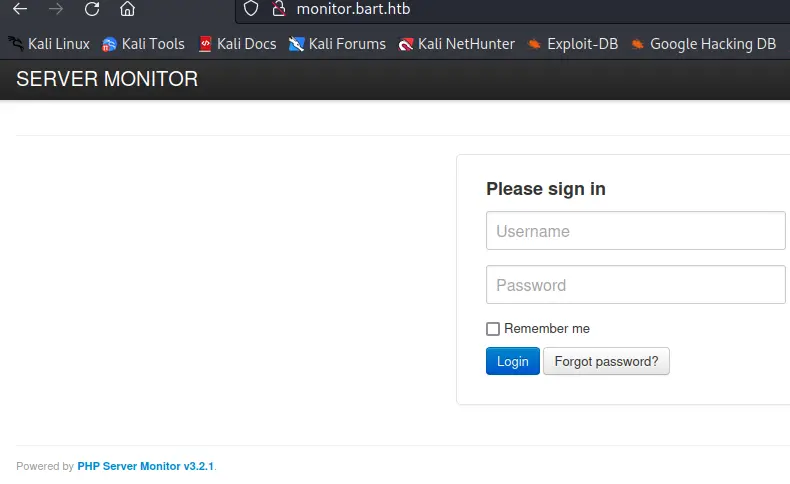 monitor.bart.htb
Kali Linux Kali Tools Kali Docs Kali Forums Kali NetHunter Exploit-DB Google Hacking DB
SERVER MONITOR
Please sign in
Username
Password
Remember me
Login Forgot password?
Powered by PHP Server Monitor v3.2.1.